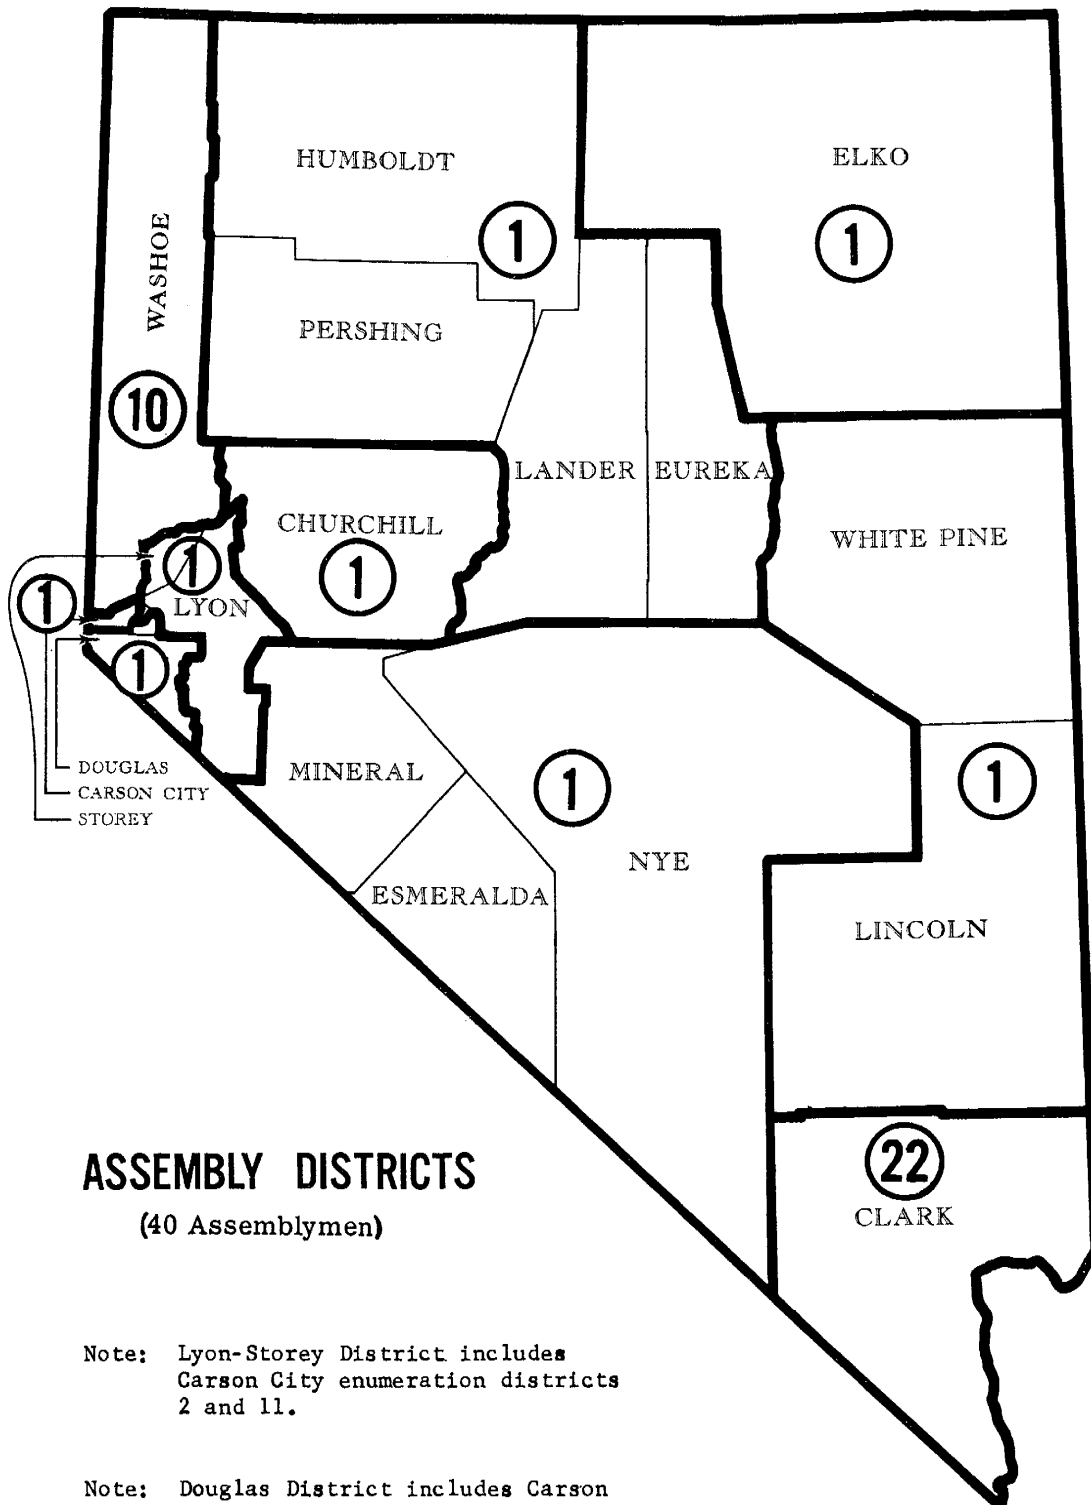 HUMBOLDT
ELKO
1
1
WASHOE
PERSHING
10
LANDER
EUREKA
CHURCHILL
WHITE PINE
1
1
1
LYON
1
DOUGLAS
CARSON CITY
STOREY
MINERAL
1
1
NYE
ESMERALDA
LINCOLN
22
CLARK
ASSEMBLY DISTRICTS
(40 Assemblymen)
Note: Lyon-Storey District includes
Carson City enumeration districts
2 and 11.
Note: Douglas District includes Carson